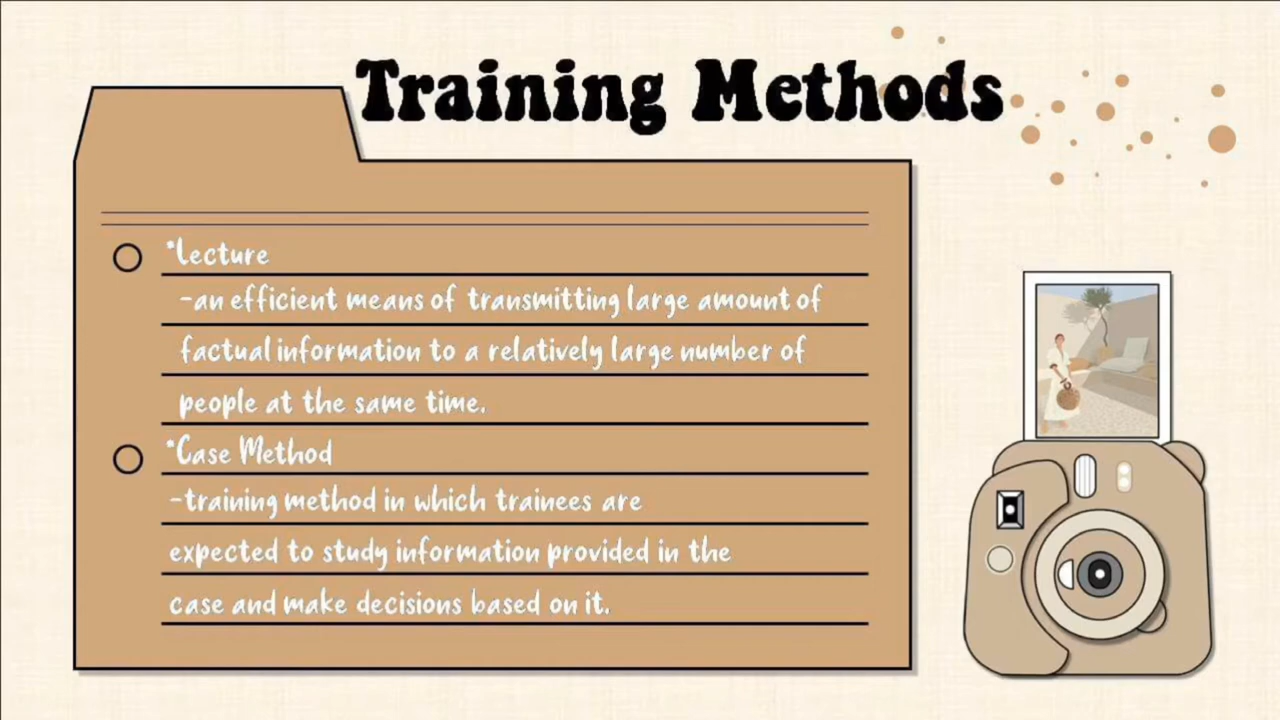 Training Methods
*Lecture
-an efficient means of transmitting large amount of
factual information to a relatively large number of
people at the same time.
*Case Method
-training method in which trainees are
expected to study information provided in the
case and make decisions based on it.